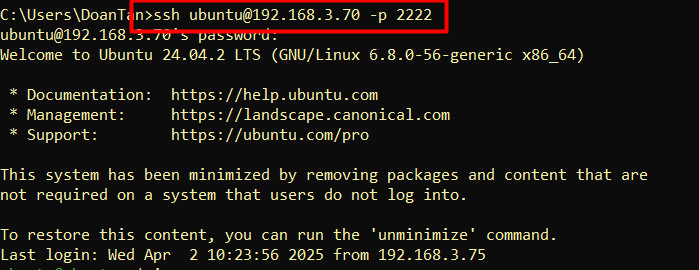 C:\Users\DoanTan>ssh ubuntu@192.168.3.70 -p 2222
ubuntu@192.168.3.70's password:
Welcome to Ubuntu 24.04.2 LTS (GNU/Linux 6.8.0-56-generic x86_64)
 * Documentation:  https://help.ubuntu.com
 * Management:     https://landscape.canonical.com
 * Support:        https://ubuntu.com/pro
This system has been minimized by removing packages and content that are
not required on a system that users do not log into.
To restore this content, you can run the 'unminimize' command.
Last login: Wed Apr  2 10:23:56 2025 from 192.168.3.75